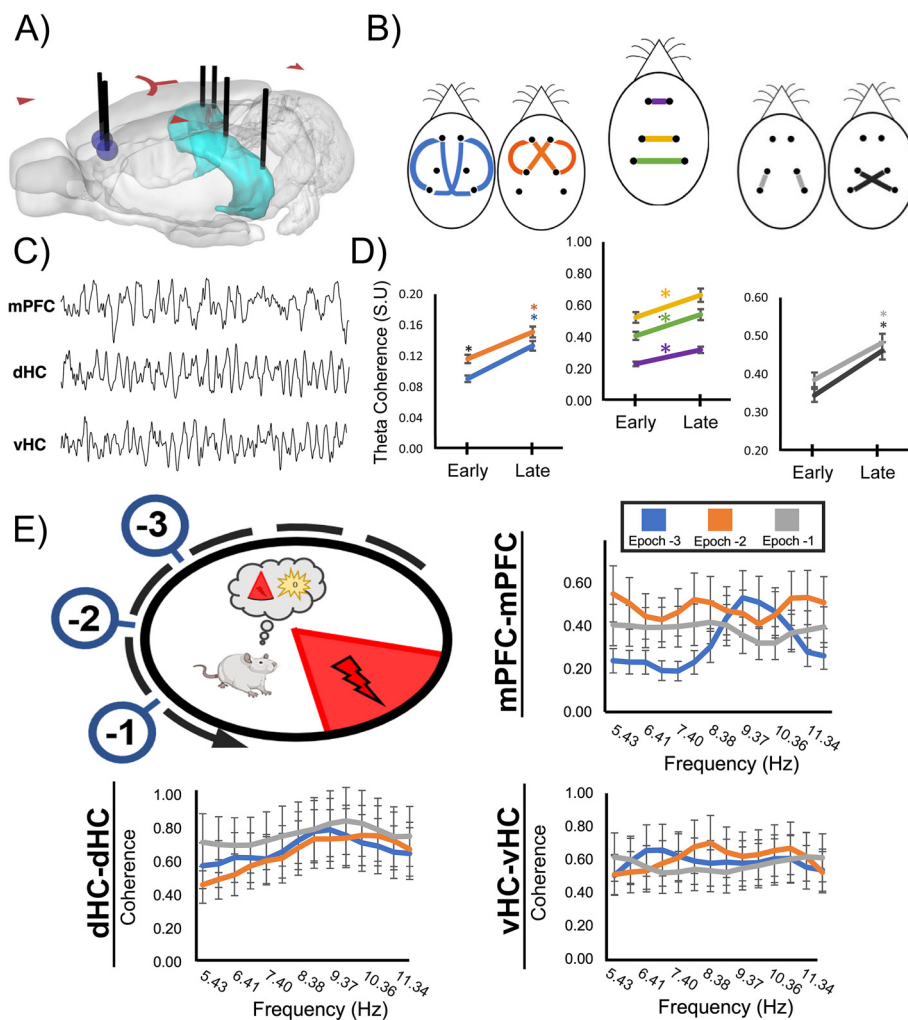 A)
B)
C)
mPFC
dHC
vHC
D)
Theta Coherence (S.U)
0.20
0.16
0.12
0.08
0.04
0.00
Early Late
*
*
*
1.00
0.80
0.60
0.40
0.20
0.00
Early Late
*
*
*
0.60
0.50
0.40
0.30
0.20
Early Late
*
*
E)
-3
-2
-1
Epoch -3 Epoch -2 Epoch -1
mPFC-mPFC
0.60
0.40
0.20
0.00
5.43 6.41 7.40 8.38 9.37 10.36 11.34
Frequency (Hz)
dHC-dHC
Coherence
1.00
0.80
0.60
0.40
0.20
0.00
5.43 6.41 7.40 8.38 9.37 10.36 11.34
Frequency (Hz)
vHC-vHC
Coherence
1.00
0.80
0.60
0.40
0.20
0.00
5.43 6.41 7.40 8.38 9.37 10.36 11.34
Frequency (Hz)